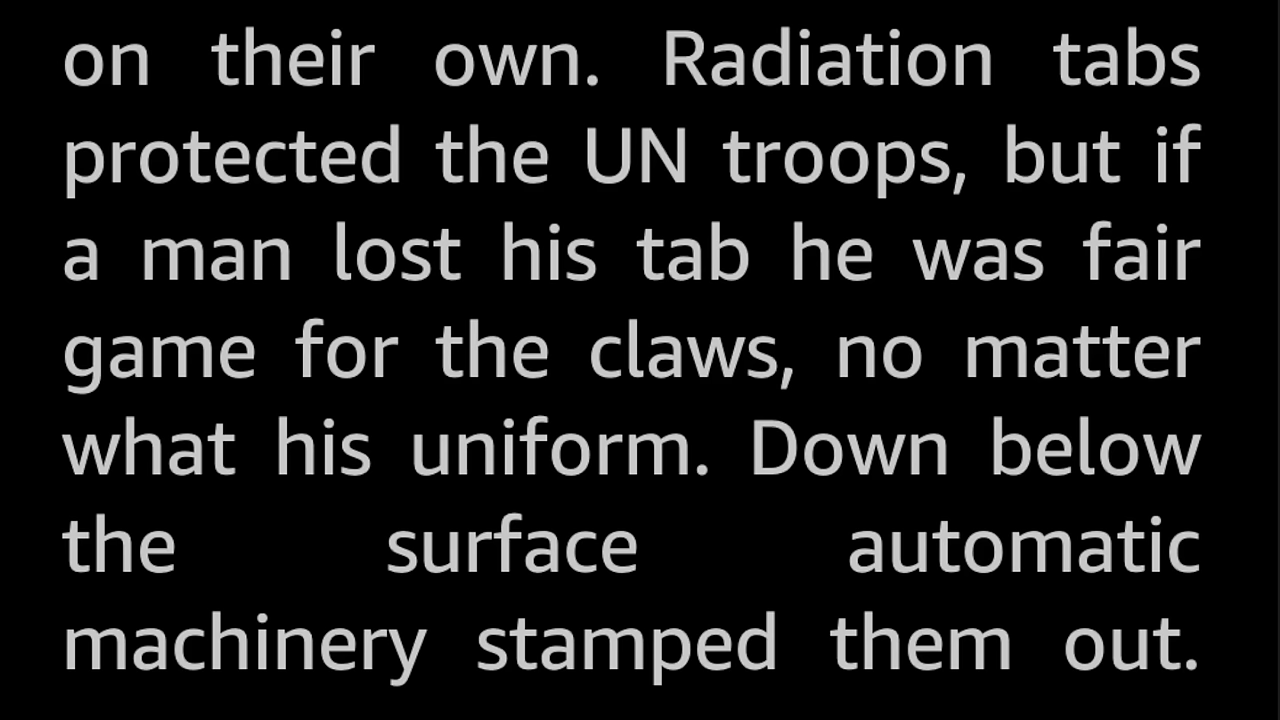 on their own. Radiation tabs
protected the UN troops, but if
a man lost his tab he was fair
game for the claws, no matter
what his uniform. Down below
the surface automatic
machinery stamped them out.